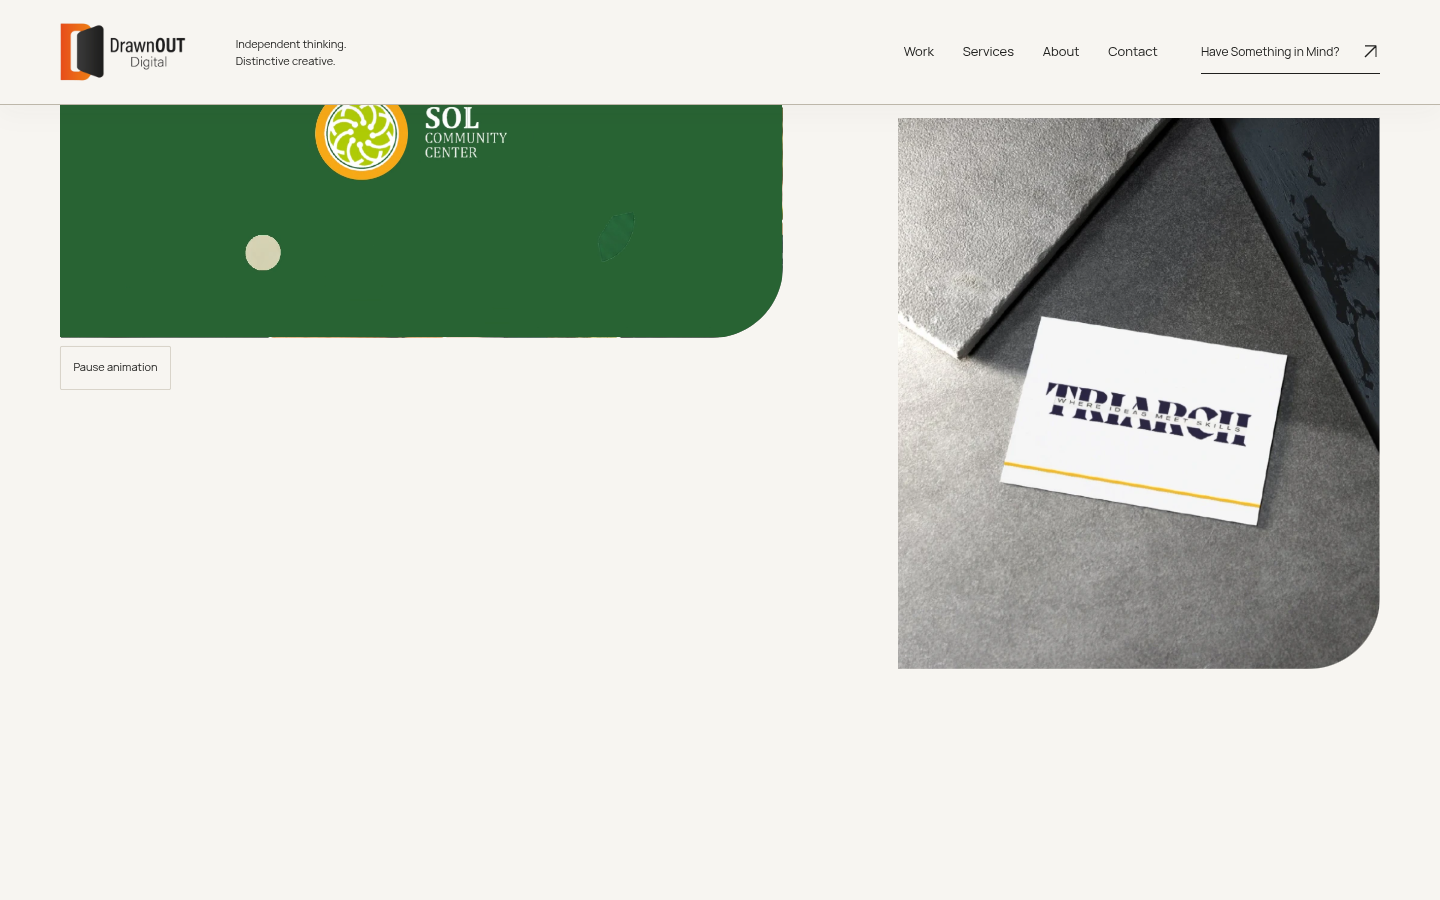 DrawnOUT
Digital
Independent thinking.
Distinctive creative.
Work
Services
About
Contact
Have Something in Mind?
SOL
COMMUNITY
CENTER
Pause animation
TRIARCH
WHERE IDEAS MEET SKILLS